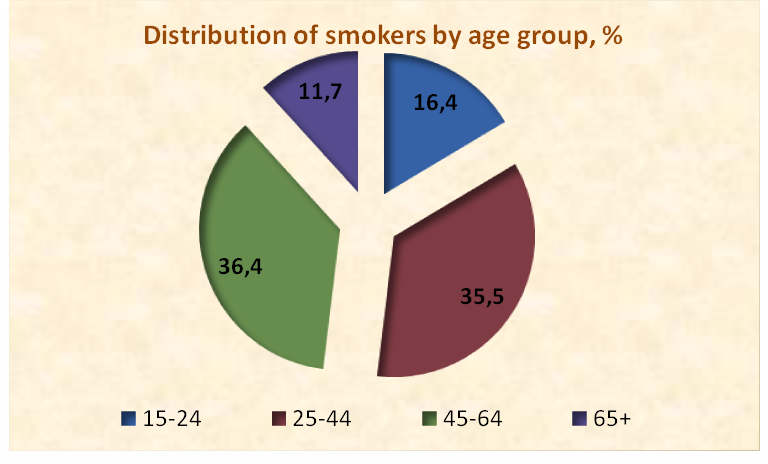 Distribution of smokers by age group, %
11,7
16,4
36,4
35,5
15-24 25-44 45-64 65+